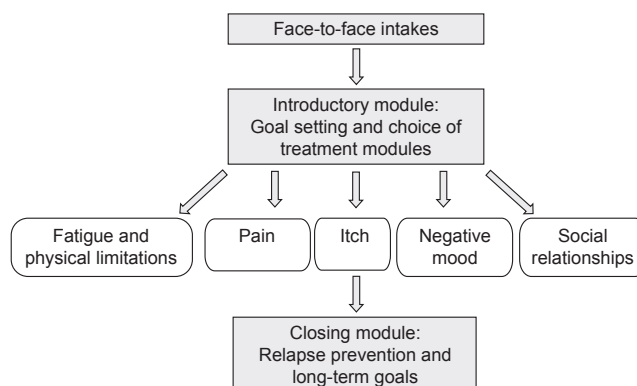 Face-to-face intakes
Introductory module:
Goal setting and choice of
treatment modules
Fatigue and
physical limitations
Pain
Itch
Negative
mood
Social
relationships
Closing module:
Relapse prevention and
long-term goals